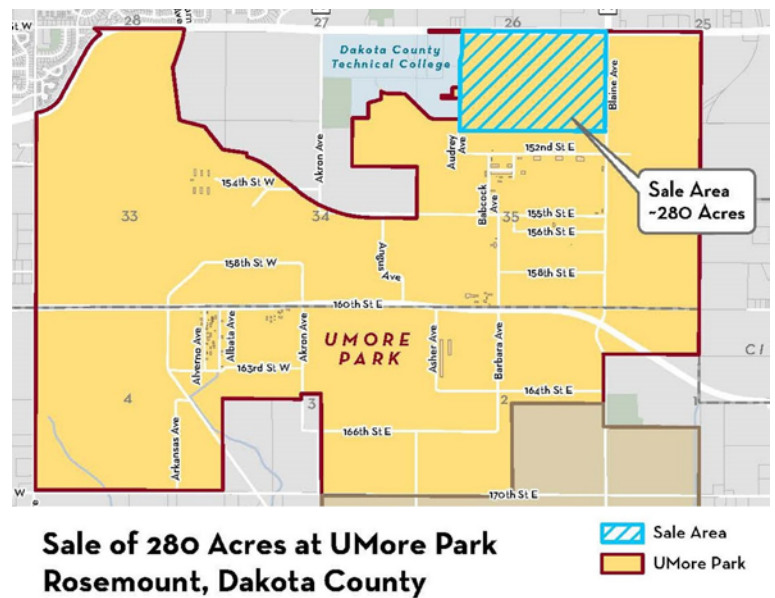 28
27
26
25
Dakota County
Technical College
Blaine Ave
Akron Ave
Audrey
Ave
152nd St E
154th St W
Sale Area
~280 Acres
33
34
35
Babcock
Ave
155th St E
156th St E
Angus
Ave
158th St W
158th St E
160th St E
UMORE
PARK
Alverno Ave
Albata Ave
Akron Ave
Asher Ave
Barbara Ave
CI
163rd St W
164th St E
4
3
2
1
Arkansas Ave
166th St E
W
170th St E
Sale of 280 Acres at UMore Park
Rosemount, Dakota County
Sale Area
UMore Park